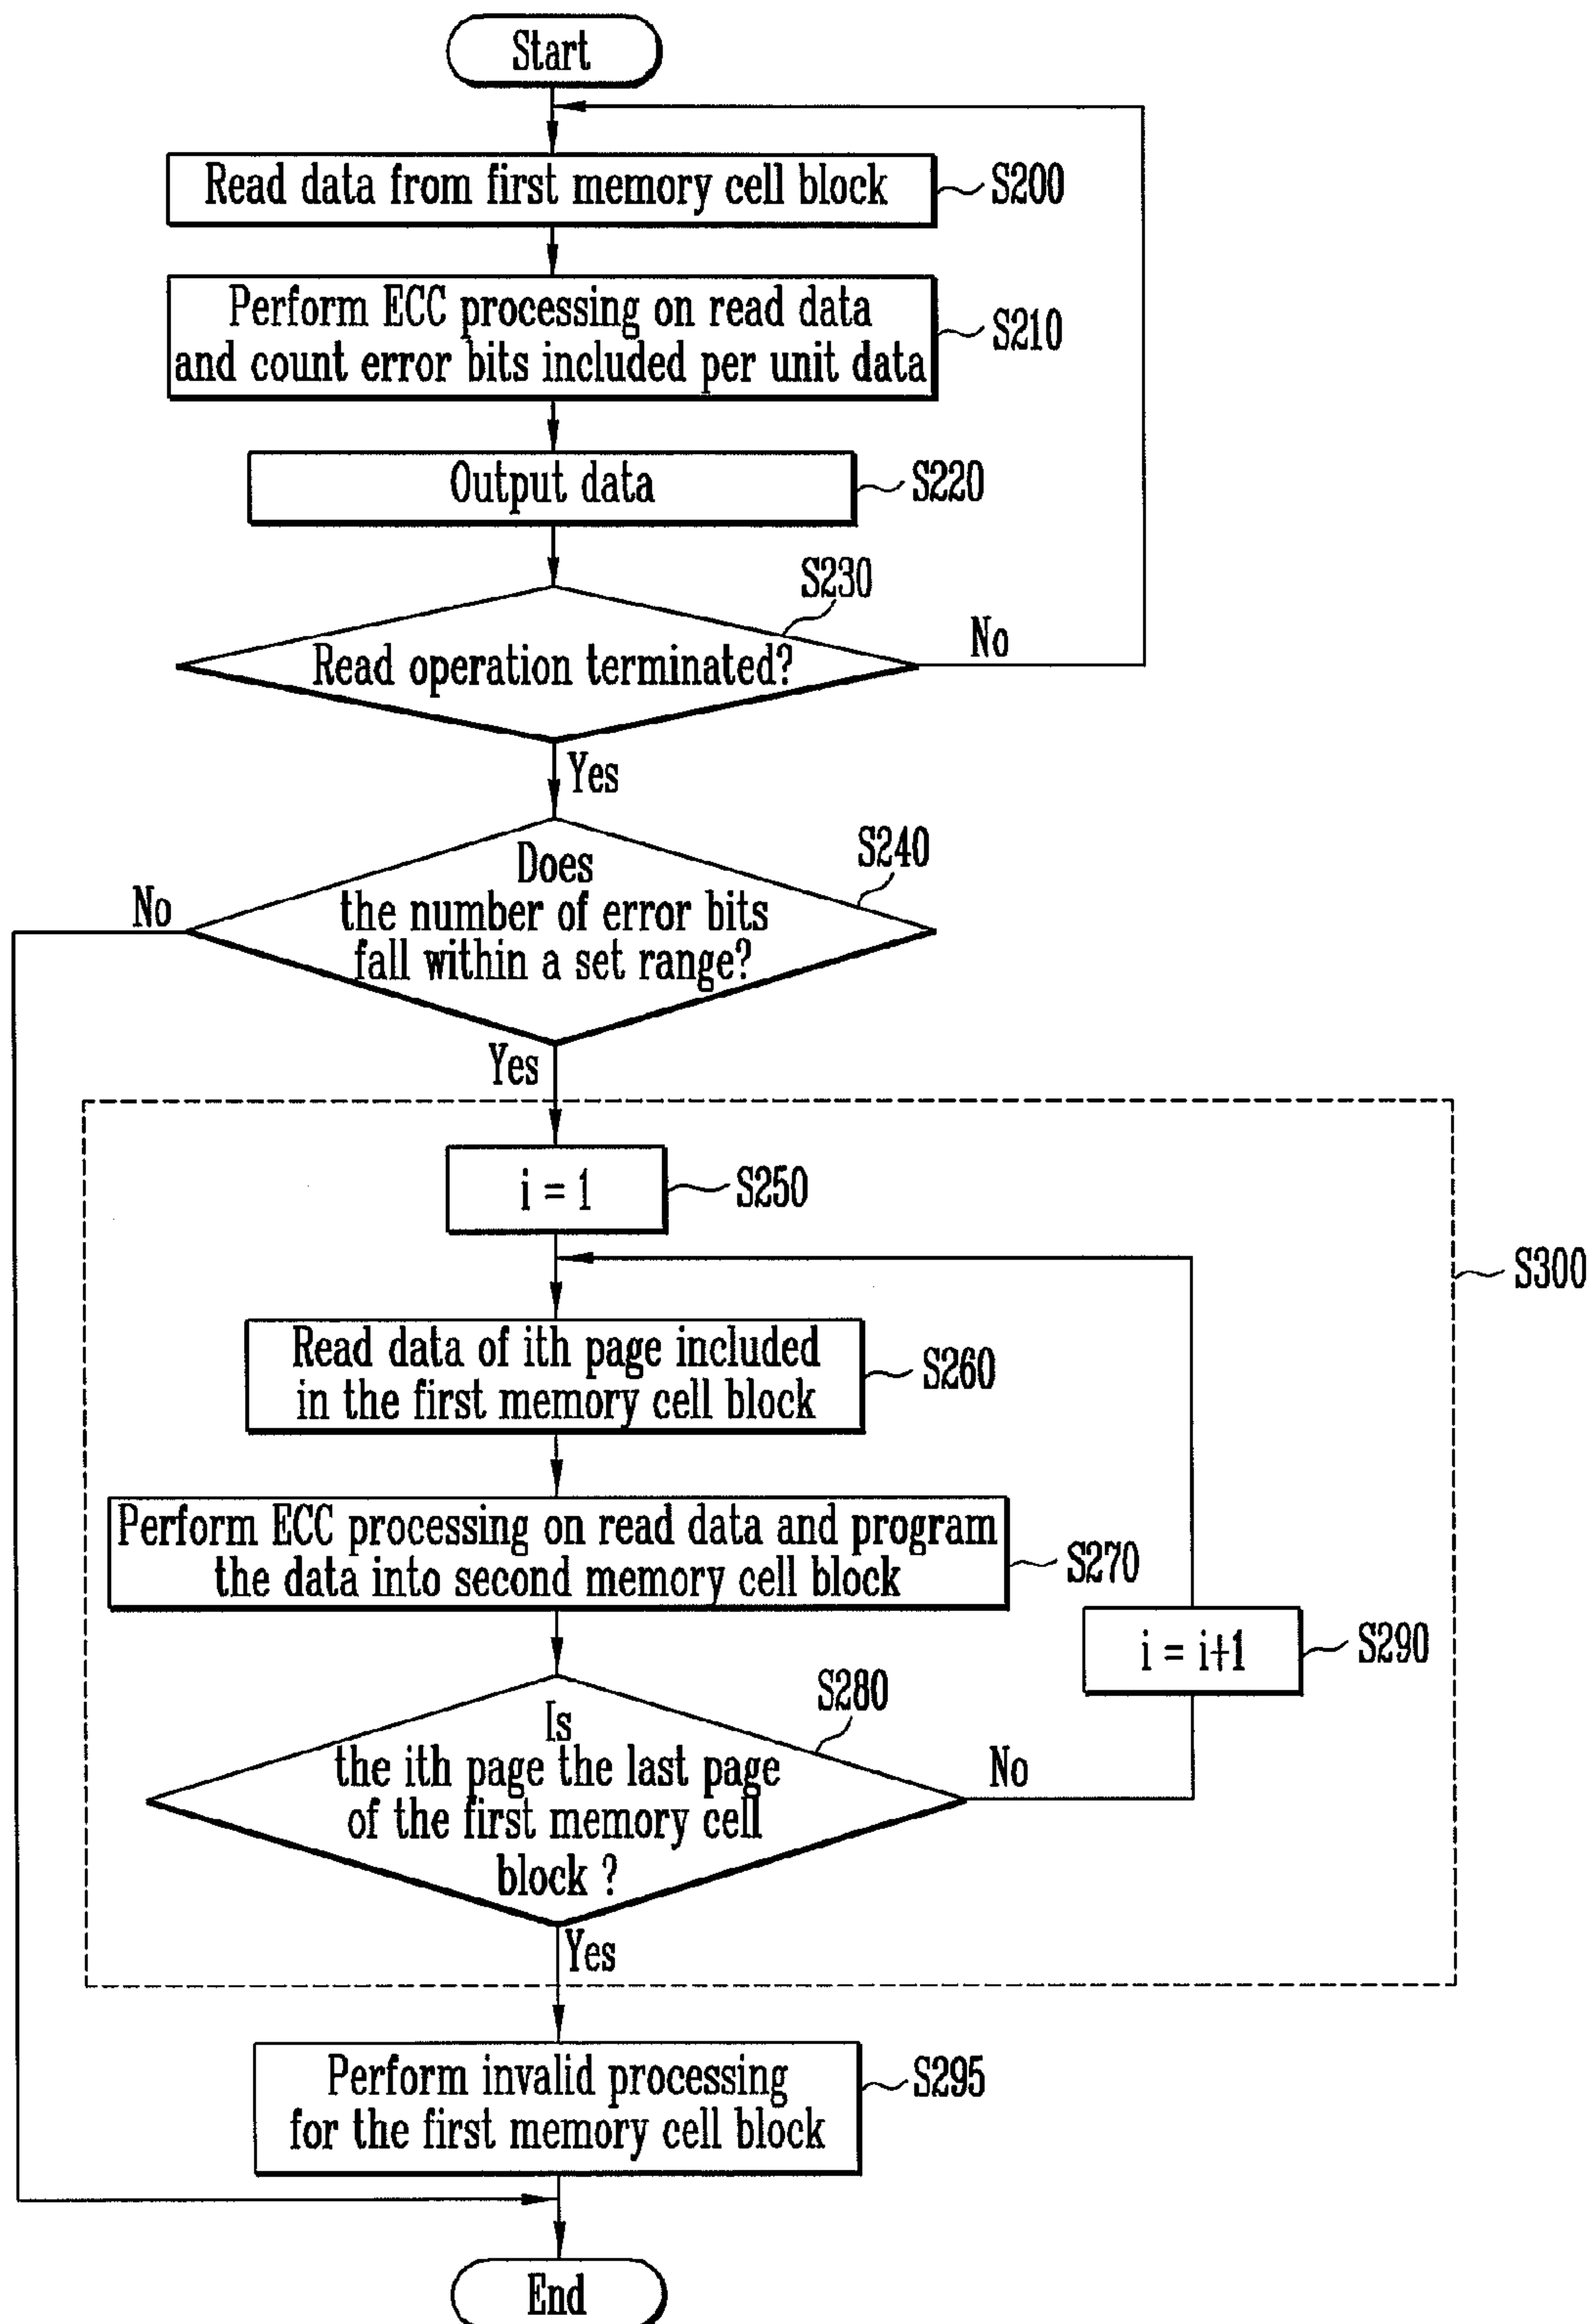 Start
Read data from first memory cell block
S200
Perform ECC processing on read data
and count error bits included per unit data
S210
Output data
S220
S230
Read operation terminated?
No
Yes
S240
Does
the number of error bits
fall within a set range?
No
Yes
i = 1
S250
S300
Read data of ith page included
in the first memory cell block
S260
Perform ECC processing on read data and program
the data into second memory cell block
S270
i = i+1
S290
S280
Is
the ith page the last page
of the first memory cell
block ?
No
Yes
Perform invalid processing
for the first memory cell block
S295
End